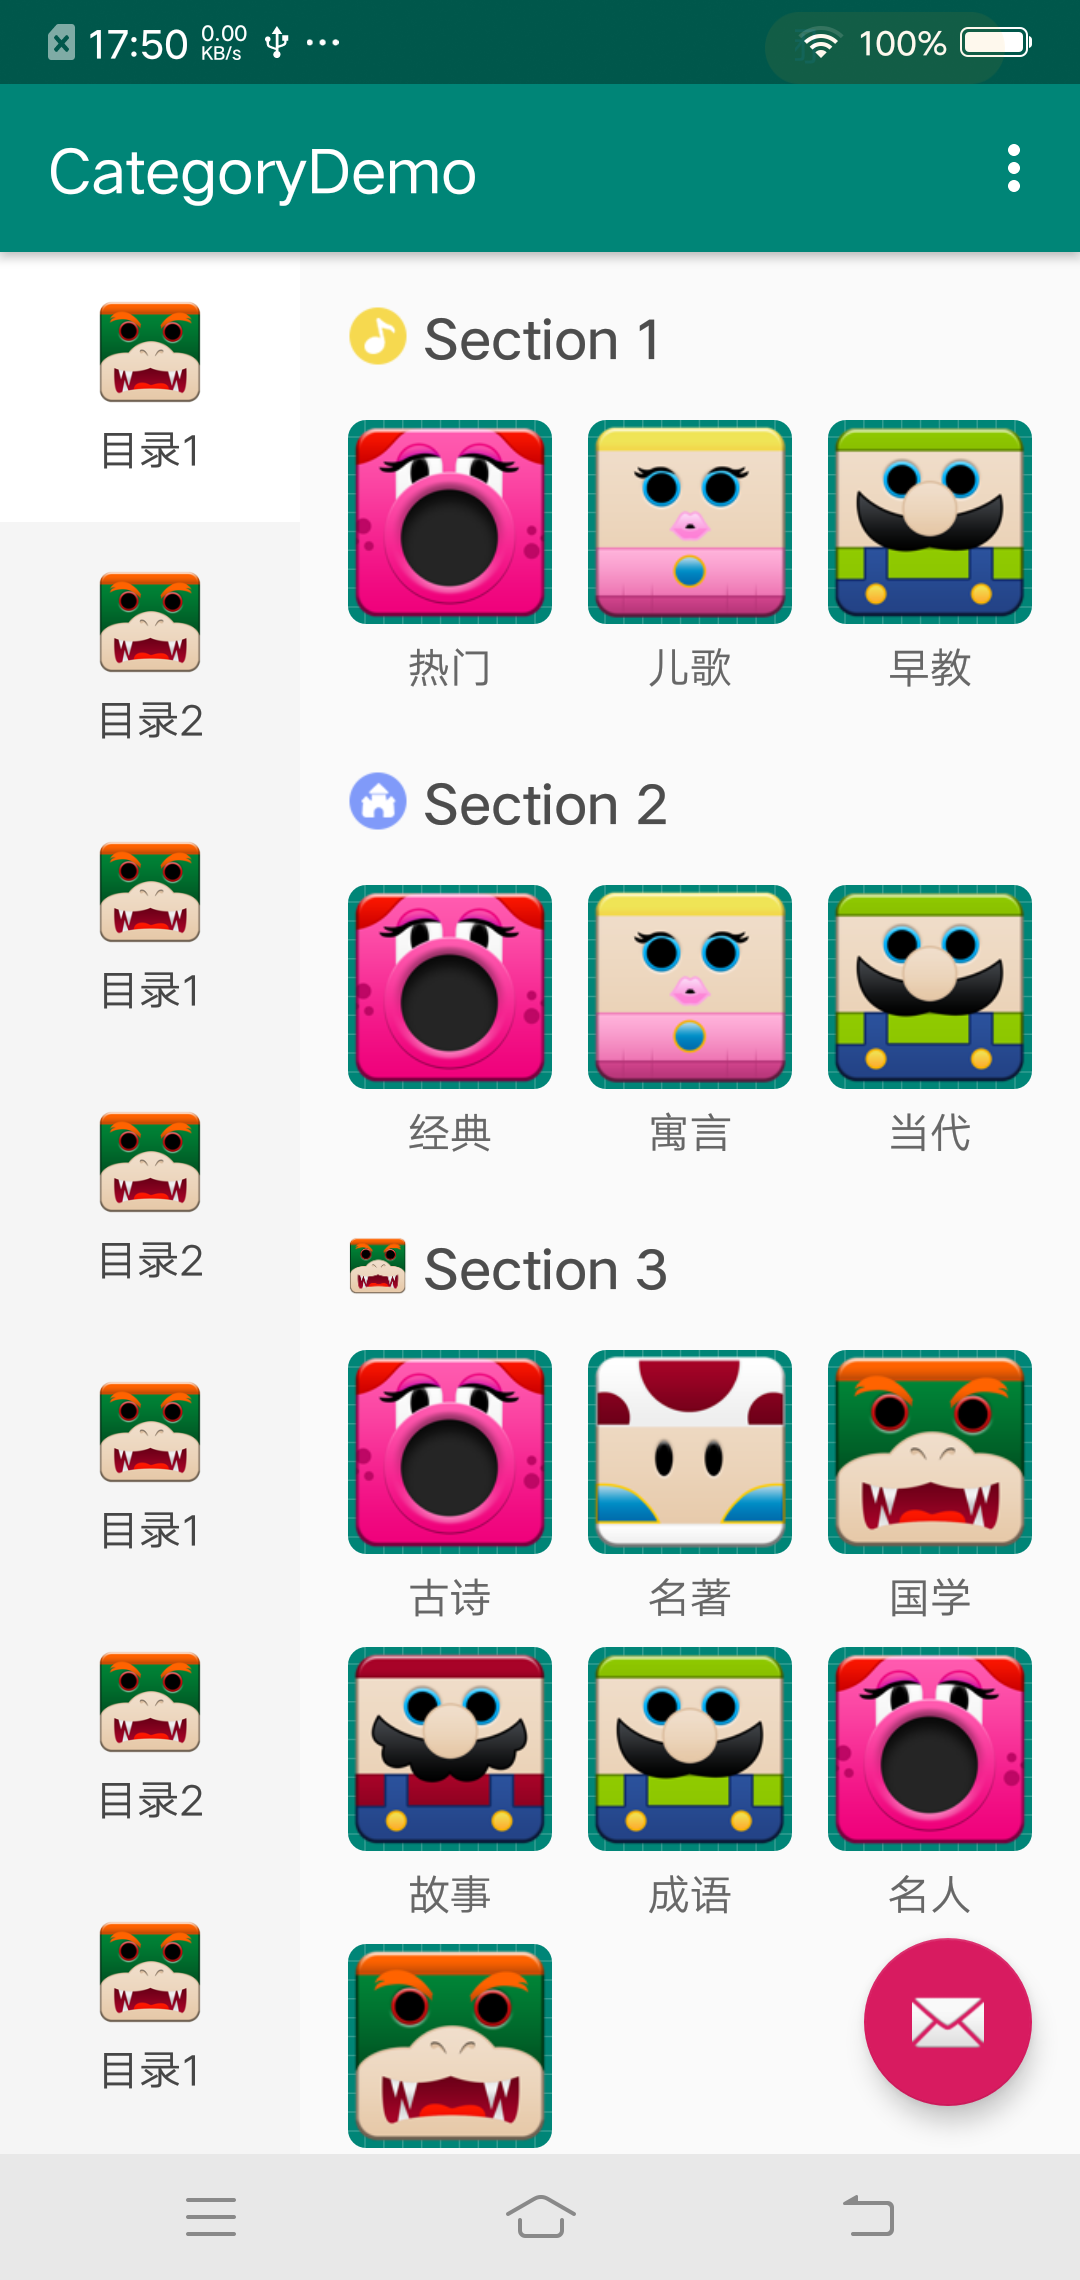 17:50 0.00 KB/s ... 100%
CategoryDemo
目录1
目录2
目录1
目录2
目录1
目录2
目录1
Section 1
热门 儿歌 早教
Section 2
经典 寓言 当代
Section 3
古诗 名著 国学
故事 成语 名人